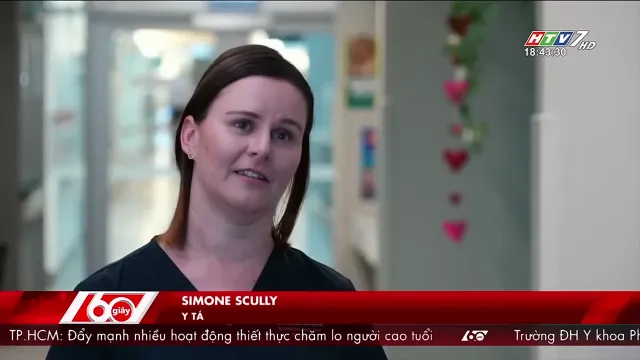 HTV7 HD
18:43:30
60 giây
SIMONE SCULLY
Y TÁ
TP.HCM: Đẩy mạnh nhiều hoạt động thiết thực chăm lo người cao tuổi 60 Trường ĐH Y khoa Ph